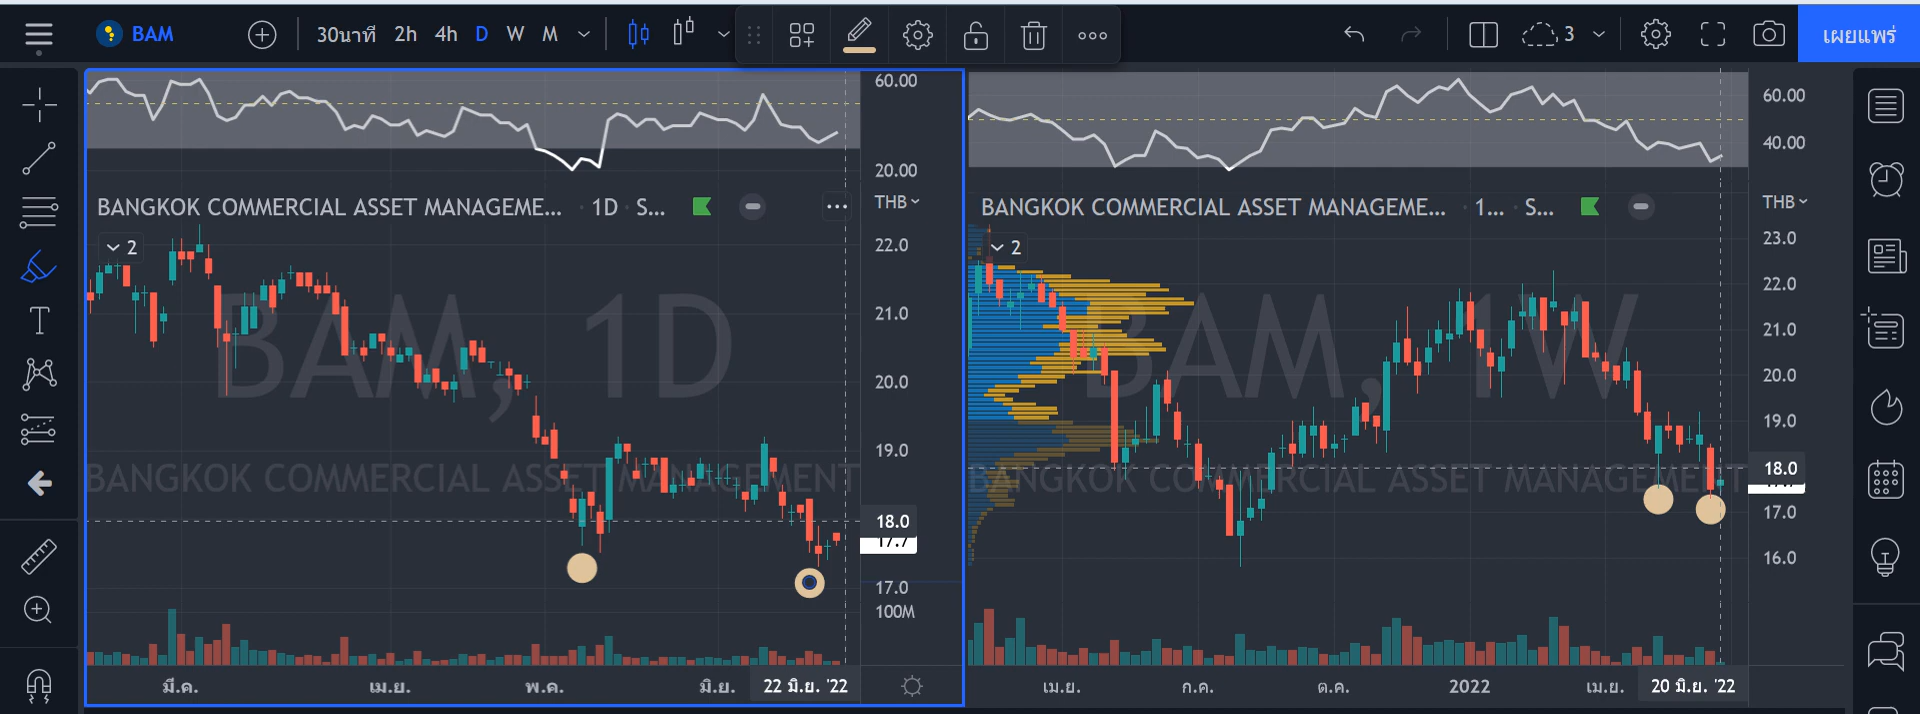 BAM 30นาที 2h 4h D W M 3 เผยแพร่
60.00
20.00
BANGKOK COMMERCIAL ASSET MANAGEME... · 1D · S... THB
2
22.0
21.0
20.0
19.0
18.0
17.7
17.0
100M
BAM, 1D
BANGKOK COMMERCIAL ASSET MANAGEMENT
มี.ค. เม.ย. พ.ค. มิ.ย. 22 มิ.ย. '22
60.00
40.00
BANGKOK COMMERCIAL ASSET MANAGEME... · 1... · S... THB
2
23.0
22.0
21.0
20.0
19.0
18.0
17.0
16.0
BAM, 1W
BANGKOK COMMERCIAL ASSET MANAGEMENT
เม.ย. ก.ค. ต.ค. 2022 เม.ย. 20 มิ.ย. '22